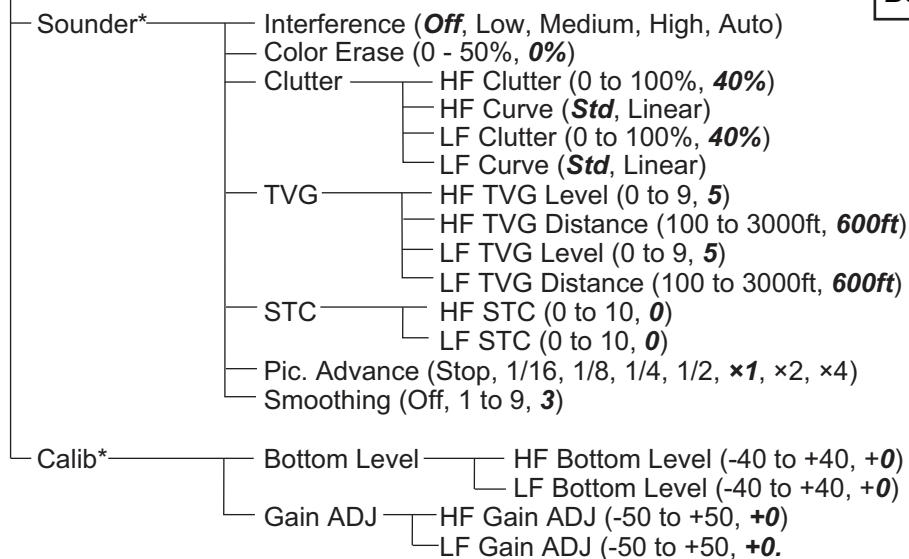 Sounder* Interference (Off, Low, Medium, High, Auto)
Color Erase (0 - 50%, 0%)
Clutter HF Clutter (0 to 100%, 40%)
HF Curve (Std, Linear)
LF Clutter (0 to 100%, 40%)
LF Curve (Std, Linear)
TVG HF TVG Level (0 to 9, 5)
HF TVG Distance (100 to 3000ft, 600ft)
LF TVG Level (0 to 9, 5)
LF TVG Distance (100 to 3000ft, 600ft)
STC HF STC (0 to 10, 0)
LF STC (0 to 10, 0)
Pic. Advance (Stop, 1/16, 1/8, 1/4, 1/2, ×1, ×2, ×4)
Smoothing (Off, 1 to 9, 3)
Calib* Bottom Level HF Bottom Level (-40 to +40, +0)
LF Bottom Level (-40 to +40, +0)
Gain ADJ HF Gain ADJ (-50 to +50, +0)
LF Gain ADJ (-50 to +50, +0.